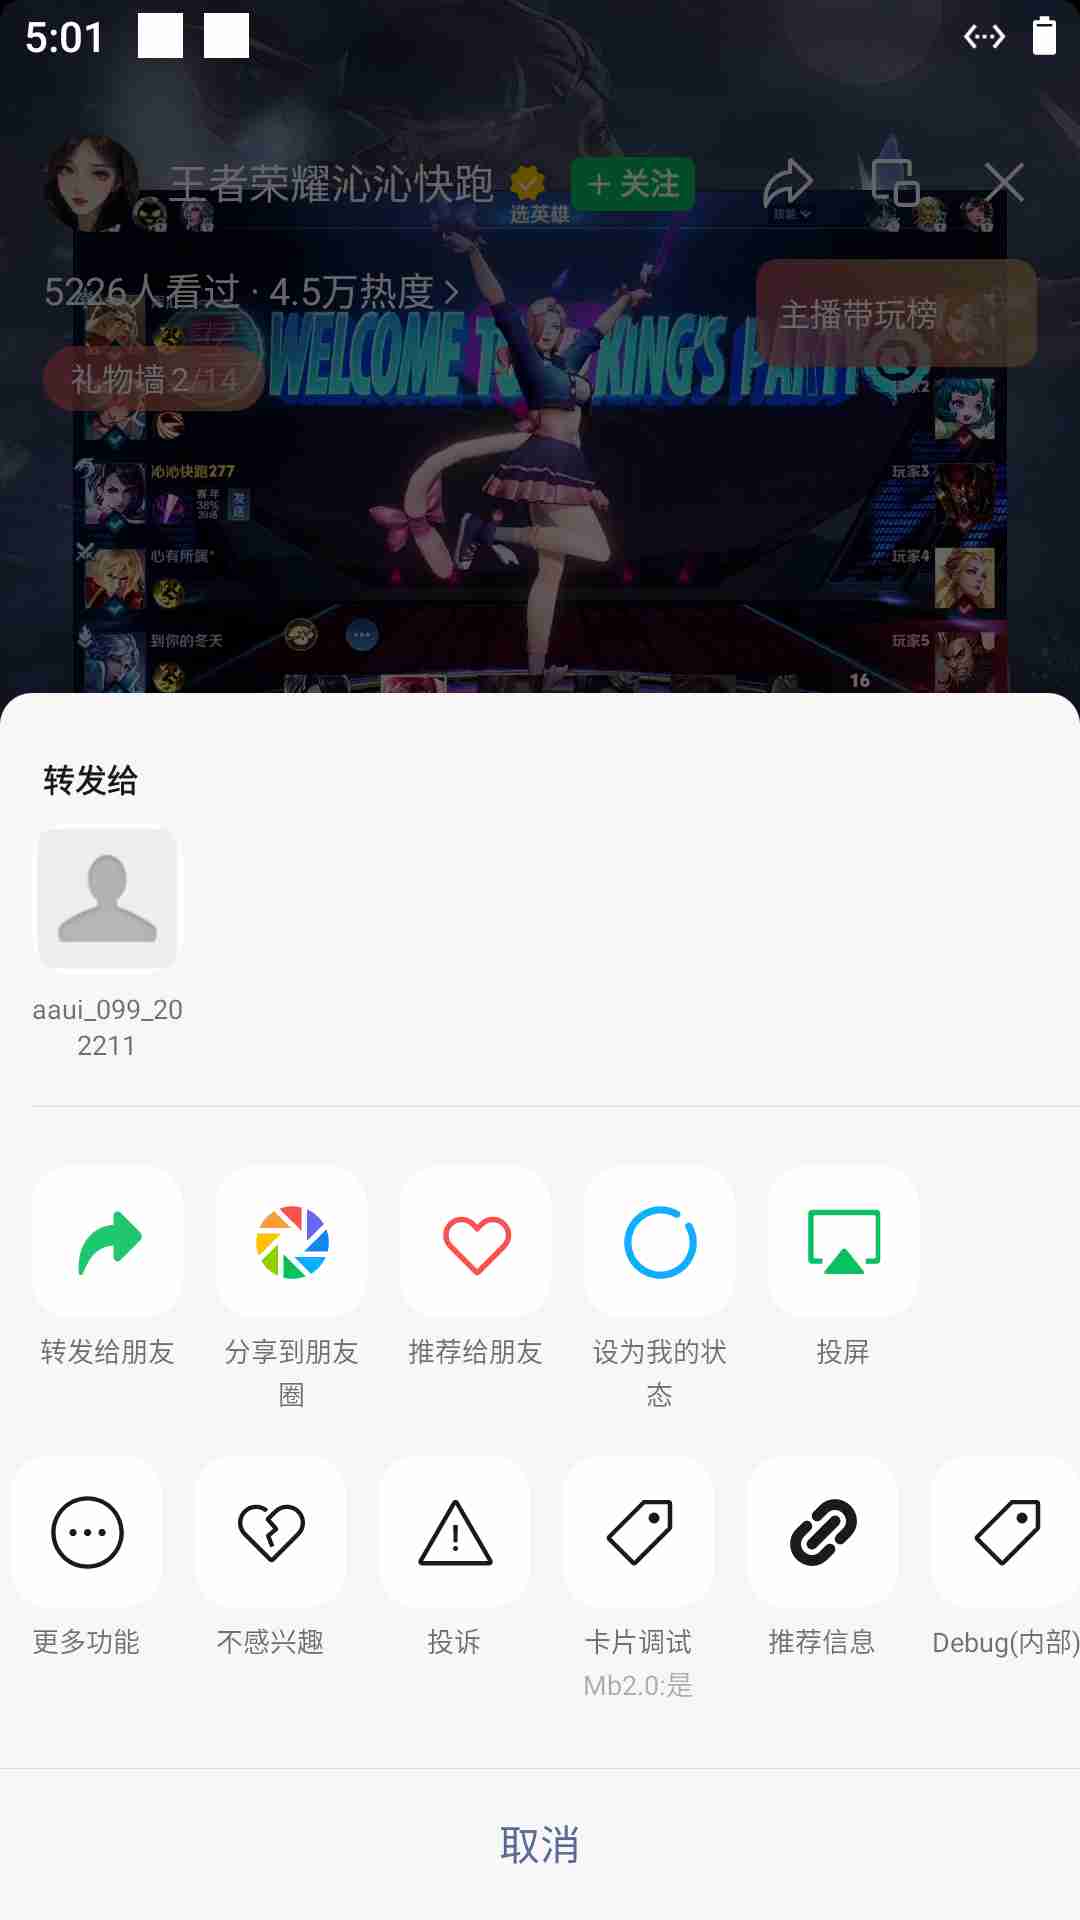 5:01
王者荣耀沁沁快跑
+ 关注
选英雄
5226人看过 · 4.5万热度
主播带玩榜
WELCOME TO KING'S PARTY
礼物墙 2/14
沁沁快跑277
38%
发送
玩家3
心有所属*
玩家4
到你的冬天
玩家5
16
转发给
aaui_099_20
2211
转发给朋友
分享到朋友
圈
推荐给朋友
设为我的状
态
投屏
更多功能
不感兴趣
投诉
卡片调试
Mb2.0:是
推荐信息
Debug(内部)
取消